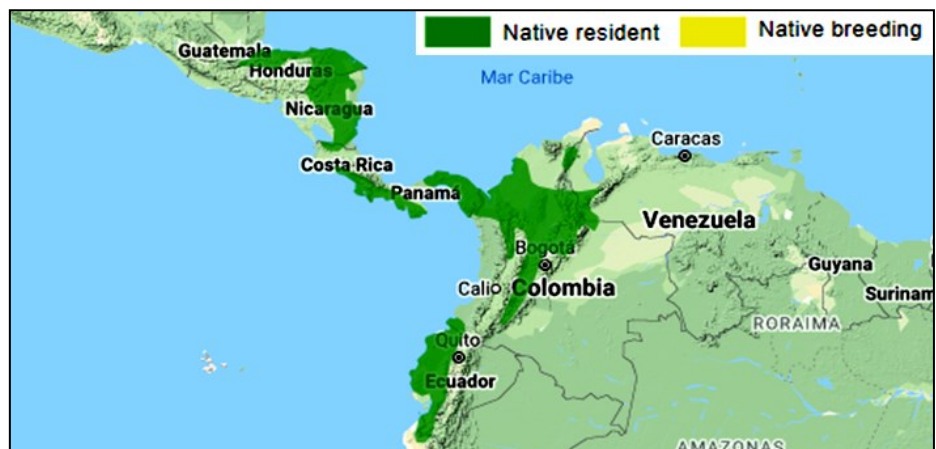 Native resident
Native breeding
Guatemala
Honduras
Mar Caribe
Nicaragua
Caracas
Costa Rica
Panamá
Venezuela
Bogotá
Guyana
Cali
Colombia
Surinam
RORAIMA
Quito
Ecuador
AMAZONAS